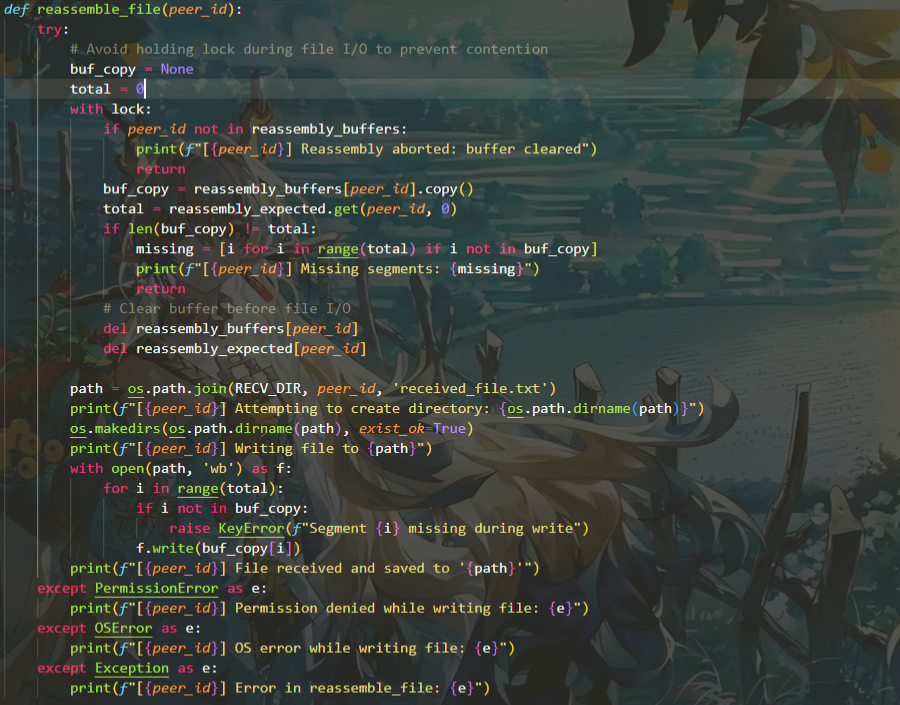 def reassemble_file(peer_id):
    try:
        # Avoid holding lock during file I/O to prevent contention
        buf_copy = None
        total = 0
        with lock:
            if peer_id not in reassembly_buffers:
                print(f"[{peer_id}] Reassembly aborted: buffer cleared")
                return
            buf_copy = reassembly_buffers[peer_id].copy()
            total = reassembly_expected.get(peer_id, 0)
            if len(buf_copy) != total:
                missing = [i for i in range(total) if i not in buf_copy]
                print(f"[{peer_id}] Missing segments: {missing}")
                return
            # Clear buffer before file I/O
            del reassembly_buffers[peer_id]
            del reassembly_expected[peer_id]

        path = os.path.join(RECV_DIR, peer_id, 'received_file.txt')
        print(f"[{peer_id}] Attempting to create directory: {os.path.dirname(path)}")
        os.makedirs(os.path.dirname(path), exist_ok=True)
        print(f"[{peer_id}] Writing file to {path}")
        with open(path, 'wb') as f:
            for i in range(total):
                if i not in buf_copy:
                    raise KeyError(f"Segment {i} missing during write")
                f.write(buf_copy[i])
        print(f"[{peer_id}] File received and saved to '{path}'")
    except PermissionError as e:
        print(f"[{peer_id}] Permission denied while writing file: {e}")
    except OSError as e:
        print(f"[{peer_id}] OS error while writing file: {e}")
    except Exception as e:
        print(f"[{peer_id}] Error in reassemble_file: {e}")